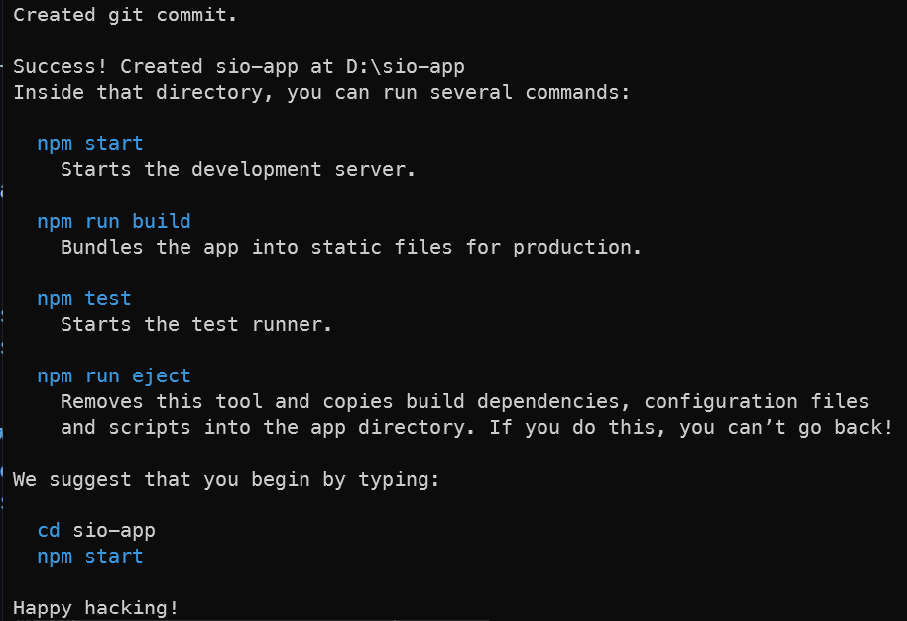 Created git commit.
Success! Created sio-app at D:\sio-app
Inside that directory, you can run several commands:
npm start
Starts the development server.
npm run build
Bundles the app into static files for production.
npm test
Starts the test runner.
npm run eject
Removes this tool and copies build dependencies, configuration files
and scripts into the app directory. If you do this, you can’t go back!
We suggest that you begin by typing:
cd sio-app
npm start
Happy hacking!